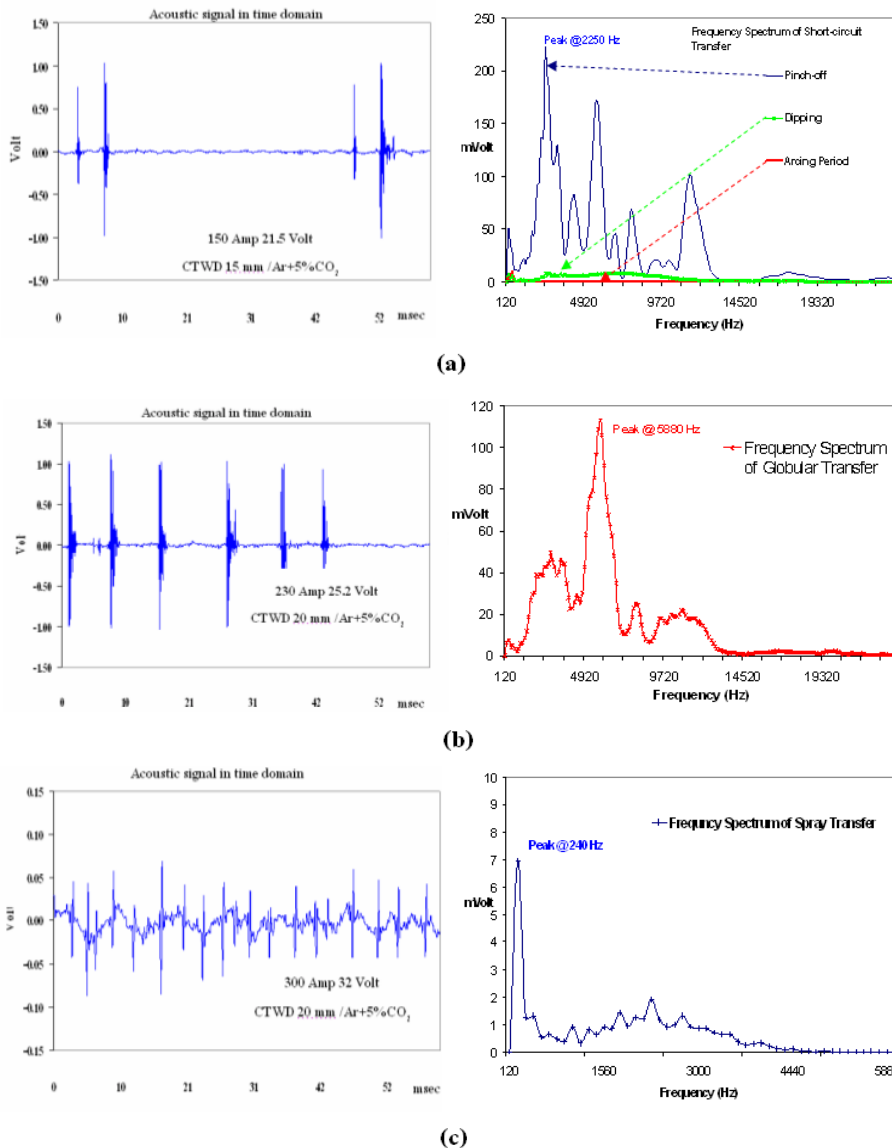 Acoustic signal in time domain
1.50
1.00
0.50
0.00
0.50
-1.00
-1.50
Volt
150 Amp 21.5 Volt
CTWD 15 mm /Ar+5%CO2
0 10 21 31 42 52 msec
250
200
150
100
50
0
mVolt
Peak @2250 Hz
Frequency Spectrum of Short-circuit
Transfer
Pinch-off
Dipping
Arcing Period
120 4920 9720 14520 19320
Frequency (Hz)
(a)
Acoustic signal in time domain
1.50
1.00
0.50
0.00
-0.50
-1.00
-1.50
230 Amp 25.2 Volt
CTWD 20 mm /Ar+5%CO2
0 10 21 31 42 52 msec
120
100
80
60
40
20
0
mVolt
Peak @ 5880 Hz
Frequency Spectrum
of Globular Transfer
120 4920 9720 14520 19320
Frequency (Hz)
(b)
Acoustic signal in time domain
0.15
0.10
0.05
0.00
-0.05
-0.10
-0.15
300 Amp 32 Volt
CTWD 20 mm /Ar+5%CO2
0 10 21 31 42 52 msec
10
9
8
7
6
5
4
3
2
1
0
mVolt
Peak @240 Hz
Frequncy Spectrum of Spray Transfer
120 1560 3000 4440 588
Frequency (Hz)
(c)